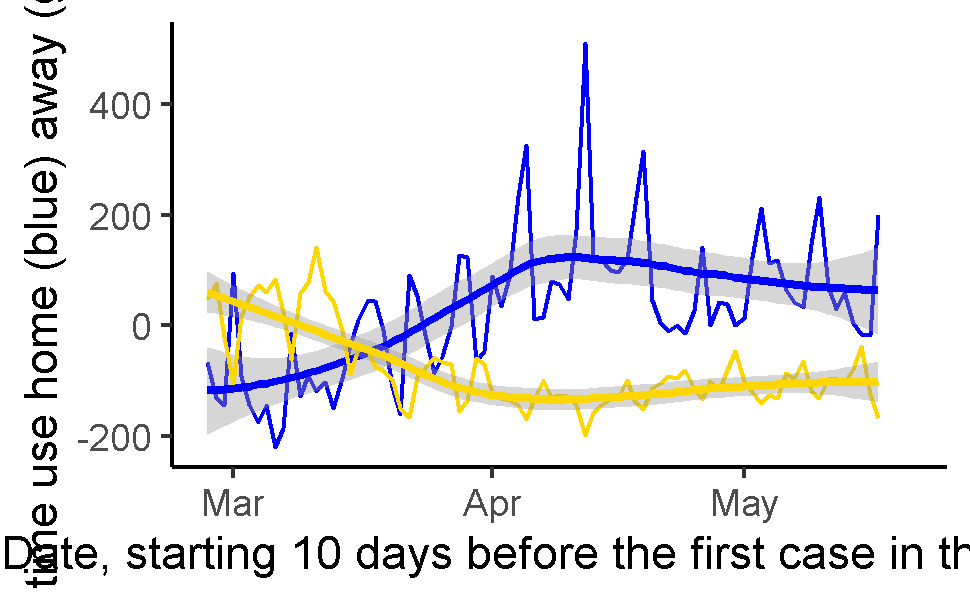 time use home (blue) away (
400
200
0
-200
Mar Apr May
Date, starting 10 days before the first case in th